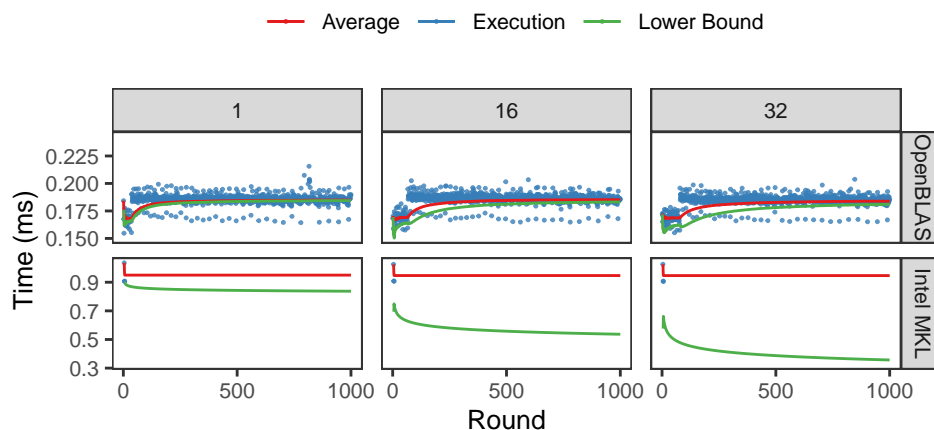 Average Execution Lower Bound
1 16 32
0.225
0.200
0.175
0.150
OpenBLAS
Time (ms)
0.9
0.7
0.5
0.3
Intel MKL
0 500 1000 0 500 1000 0 500 1000
Round